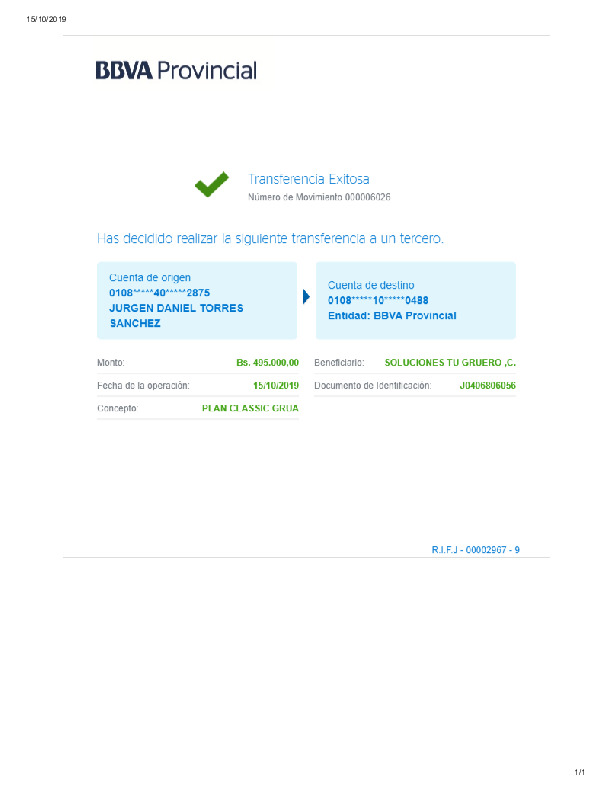 15/10/2019
BBVA Provincial
Transferencia Exitosa
Número de Movimiento 000006026
Has decidido realizar la siguiente transferencia a un tercero.
Cuenta de origen
0108*****40*****2875
JURGEN DANIEL TORRES
SANCHEZ
Cuenta de destino
0108*****10*****0488
Entidad: BBVA Provincial
Monto: Bs. 495.000,00
Beneficiario: SOLUCIONES TU GRUERO ,C.
Fecha de la operación: 15/10/2019
Documento de Identificación: J0406806056
Concepto: PLAN CLASSIC GRUA
R.I.F.J - 00002967 - 9
1/1